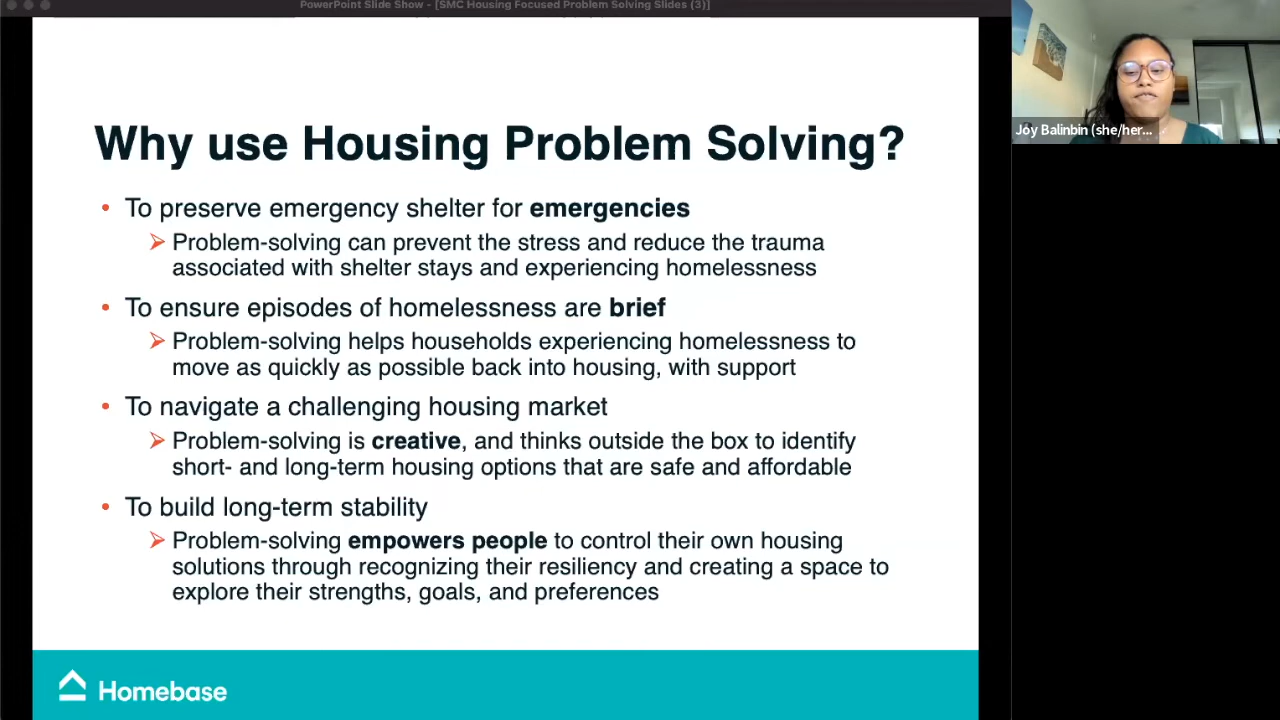 PowerPoint Slide Show - [SMC Housing Focused Problem Solving Slides (3)]
Why use Housing Problem Solving?
• To preserve emergency shelter for emergencies
➢ Problem-solving can prevent the stress and reduce the trauma
associated with shelter stays and experiencing homelessness
• To ensure episodes of homelessness are brief
➢ Problem-solving helps households experiencing homelessness to
move as quickly as possible back into housing, with support
• To navigate a challenging housing market
➢ Problem-solving is creative, and thinks outside the box to identify
short- and long-term housing options that are safe and affordable
• To build long-term stability
➢ Problem-solving empowers people to control their own housing
solutions through recognizing their resiliency and creating a space to
explore their strengths, goals, and preferences
Homebase
Joy Balinbin (she/her...